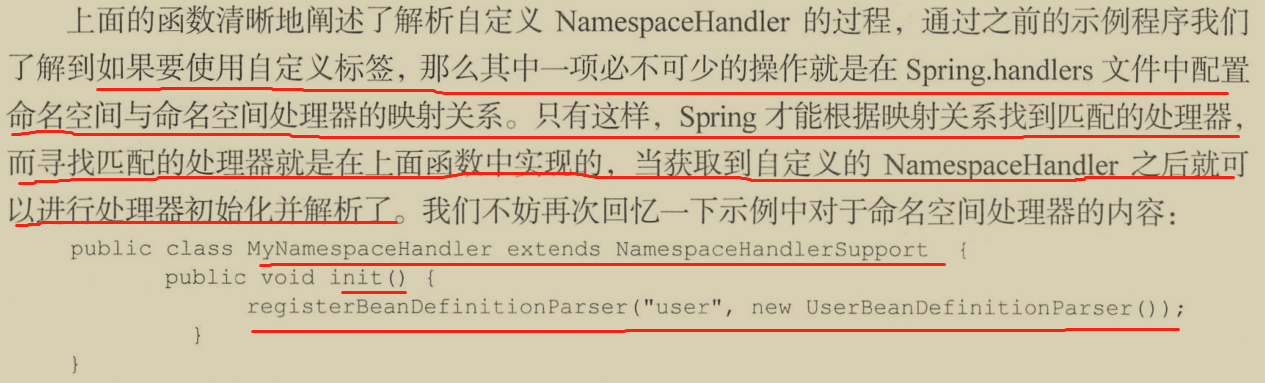 上面的函数清晰地阐述了解析自定义 NamespaceHandler 的过程，通过之前的示例程序我们
了解到如果要使用自定义标签，那么其中一项必不可少的操作就是在 Spring.handlers 文件中配置
命名空间与命名空间处理器的映射关系。只有这样，Spring 才能根据映射关系找到匹配的处理器，
而寻找匹配的处理器就是在上面函数中实现的，当获取到自定义的 NamespaceHandler 之后就可
以进行处理器初始化并解析了。我们不妨再次回忆一下示例中对于命名空间处理器的内容：
public class MyNamespaceHandler extends NamespaceHandlerSupport {
public void init() {
registerBeanDefinitionParser("user", new UserBeanDefinitionParser());
}
}